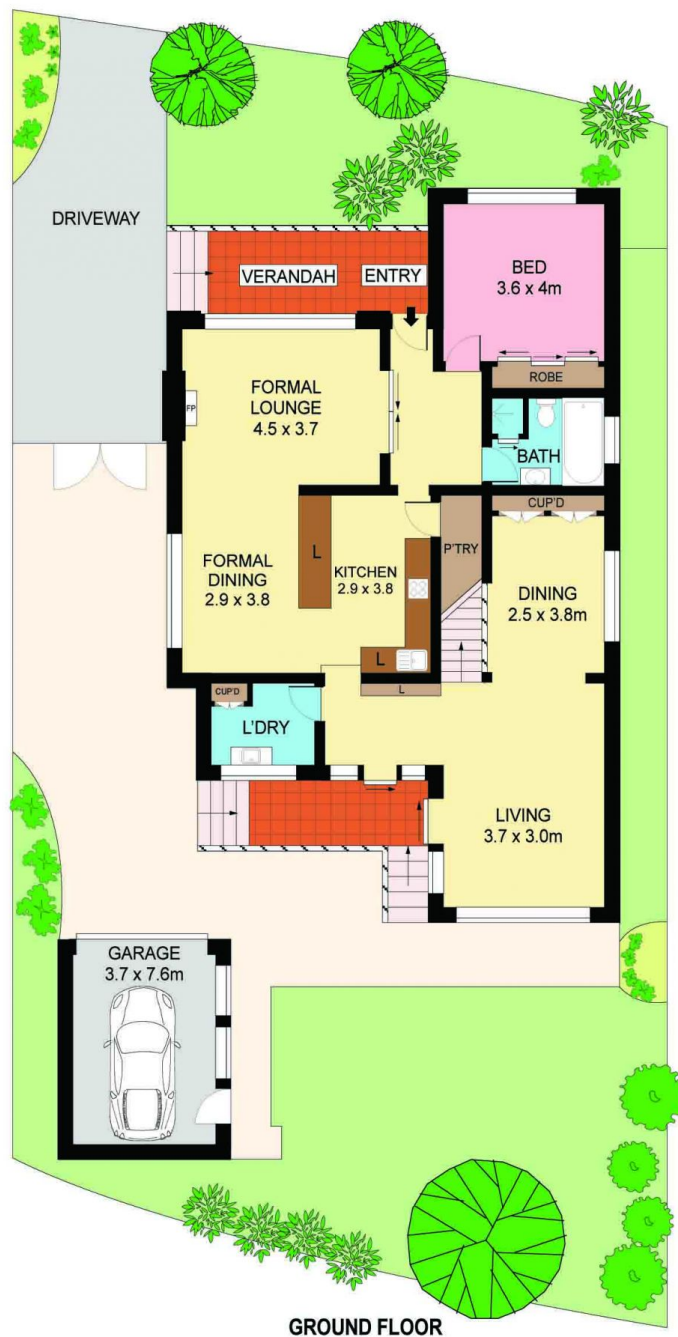 DRIVEWAY
VERANDAH
ENTRY
BED
3.6 x 4m
ROBE
FORMAL
LOUNGE
4.5 x 3.7
FP
BATH
CUP'D
L
KITCHEN
2.9 x 3.8
P'TRY
FORMAL
DINING
2.9 x 3.8
DINING
2.5 x 3.8m
L
CUP'D
L
L'DRY
LIVING
3.7 x 3.0m
GARAGE
3.7 x 7.6m
GROUND FLOOR